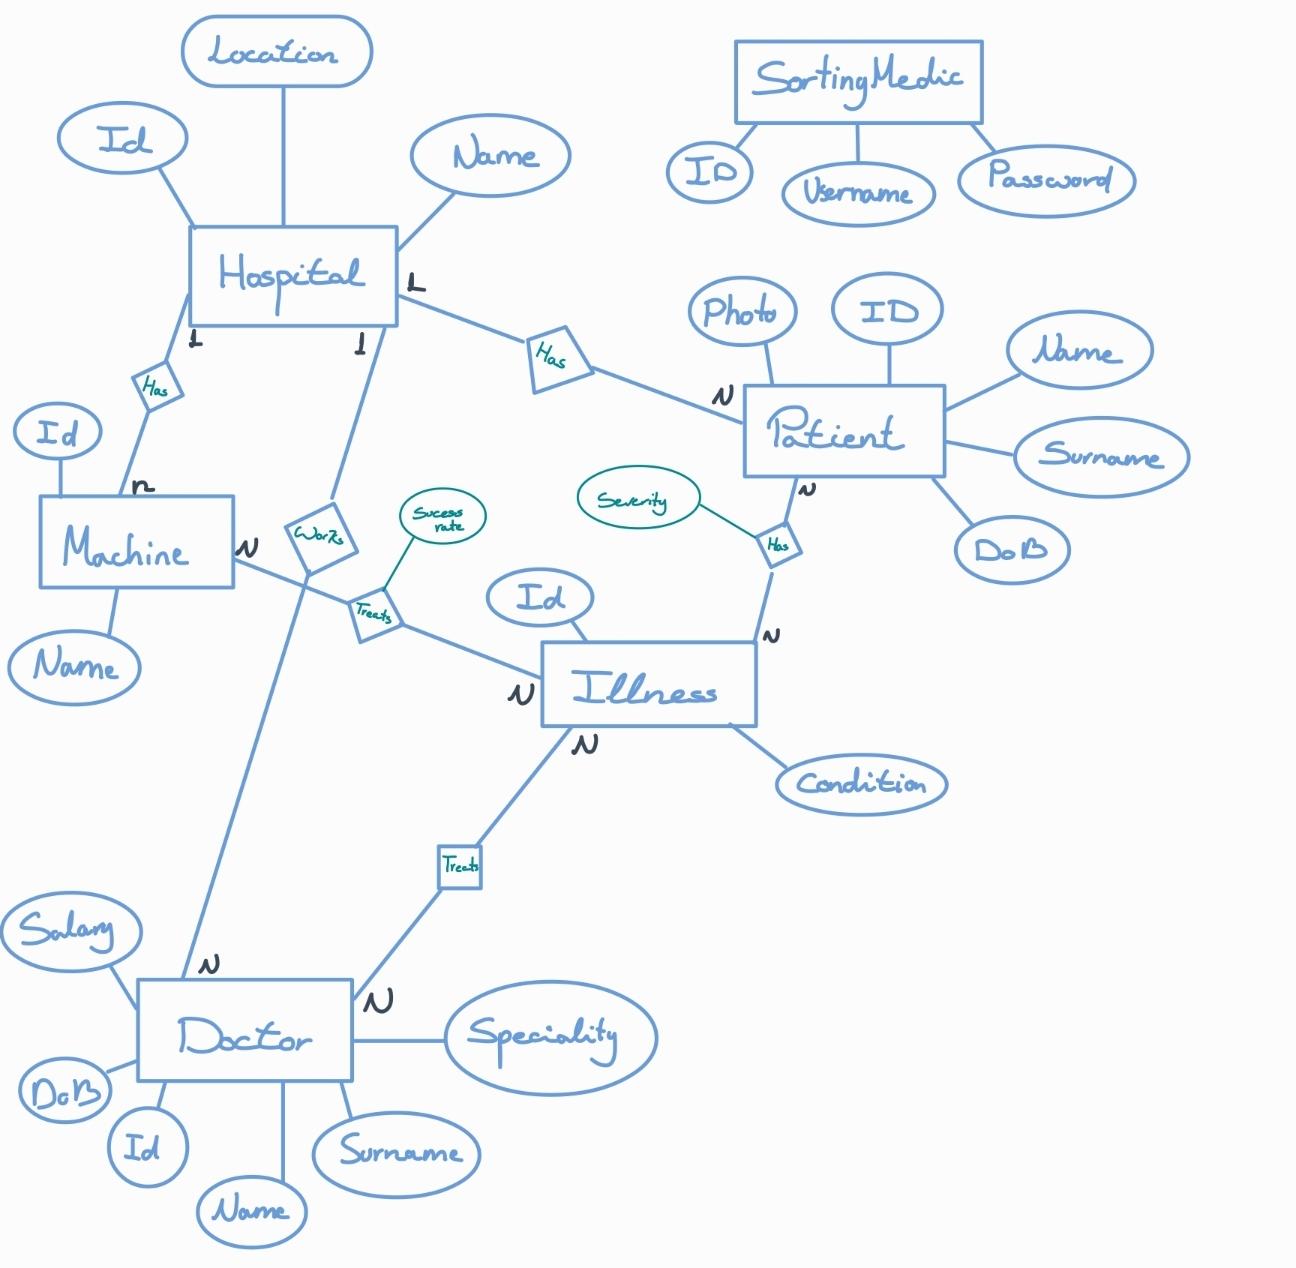 Location
SortingMedic
Id
Name
ID
Username
Password
Hospital
1
1
1
Has
Photo
ID
Name
Has
N
Patient
Surname
Id
n
N
DoB
Machine
N
Works
Sucess
rate
Severity
Has
Treats
Id
N
Name
N
Illness
N
Condition
Treats
Salary
N
N
Doctor
Speciality
DoB
Id
Surname
Name